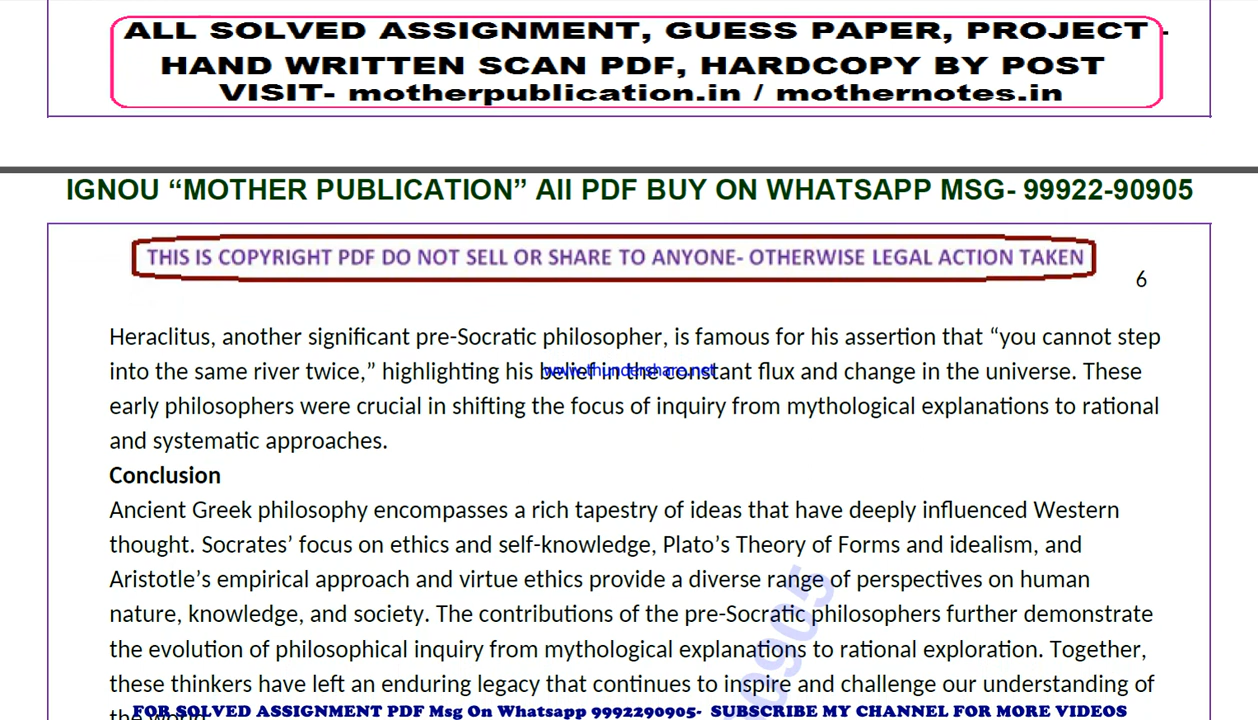 ALL SOLVED ASSIGNMENT, GUESS PAPER, PROJECT -
HAND WRITTEN SCAN PDF, HARDCOPY BY POST
VISIT- motherpublication.in / mothernotes.in
IGNOU “MOTHER PUBLICATION” All PDF BUY ON WHATSAPP MSG- 99922-90905
THIS IS COPYRIGHT PDF DO NOT SELL OR SHARE TO ANYONE- OTHERWISE LEGAL ACTION TAKEN
6
Heraclitus, another significant pre-Socratic philosopher, is famous for his assertion that “you cannot step
into the same river twice,” highlighting his belief in the constant flux and change in the universe. These
www.thundershare.net
early philosophers were crucial in shifting the focus of inquiry from mythological explanations to rational
and systematic approaches.
Conclusion
Ancient Greek philosophy encompasses a rich tapestry of ideas that have deeply influenced Western
thought. Socrates’ focus on ethics and self-knowledge, Plato’s Theory of Forms and idealism, and
Aristotle’s empirical approach and virtue ethics provide a diverse range of perspectives on human
nature, knowledge, and society. The contributions of the pre-Socratic philosophers further demonstrate
the evolution of philosophical inquiry from mythological explanations to rational exploration. Together,
these thinkers have left an enduring legacy that continues to inspire and challenge our understanding of
the world.
0905
FOR SOLVED ASSIGNMENT PDF Msg On Whatsapp 9992290905- SUBSCRIBE MY CHANNEL FOR MORE VIDEOS